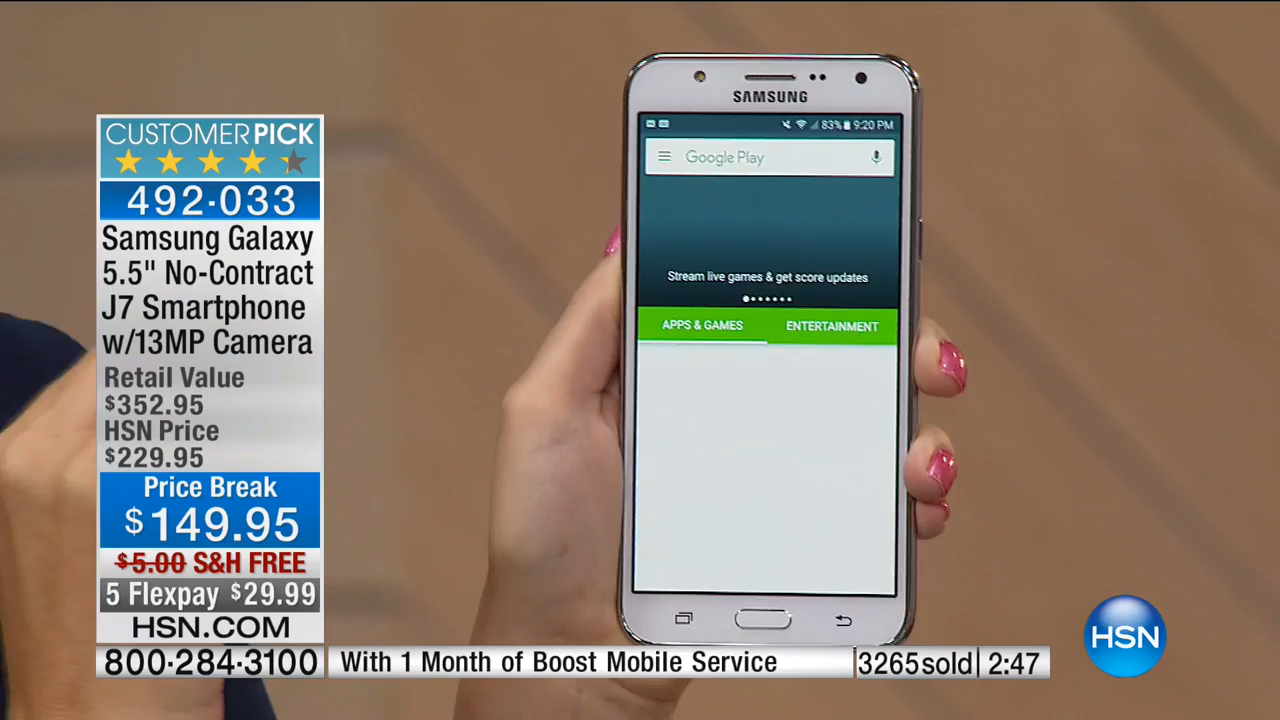 CUSTOMER PICK
492-033
Samsung Galaxy
5.5" No-Contract
J7 Smartphone
w/13MP Camera
Retail Value
$352.95
HSN Price
$229.95
Price Break
$149.95
$5.00 S&H FREE
5 Flexpay $29.99
HSN.COM
800-284-3100
With 1 Month of Boost Mobile Service
3265sold
2:47
SAMSUNG
83% 9:20 PM
Google Play
Stream live games & get score updates
APPS & GAMES
ENTERTAINMENT
HSN